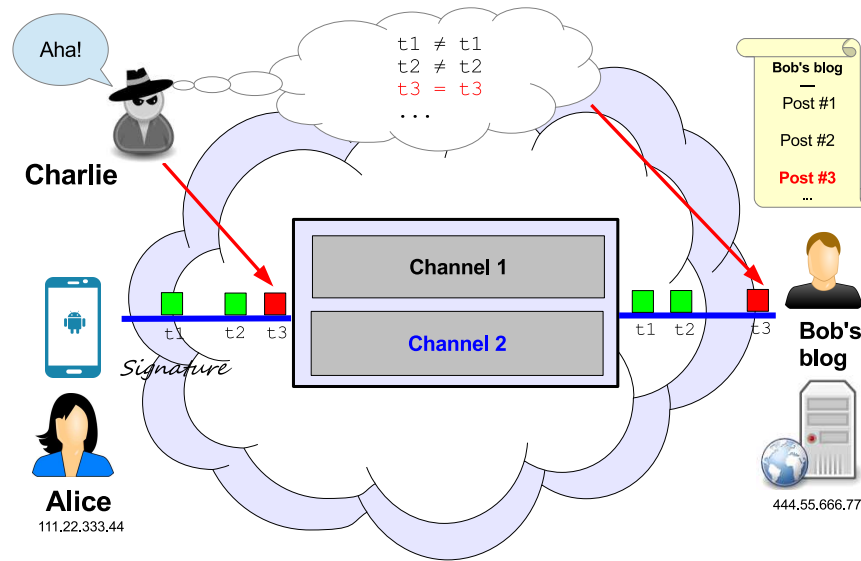 Aha!
t1 ≠ t1
t2 ≠ t2
t3 = t3
...
Charlie
Bob's blog
Post #1
Post #2
Post #3
...
Channel 1
Channel 2
t1
t2
t3
Signature
t1
t2
t3
Bob's
blog
Alice
111.22.333.44
444.55.666.77